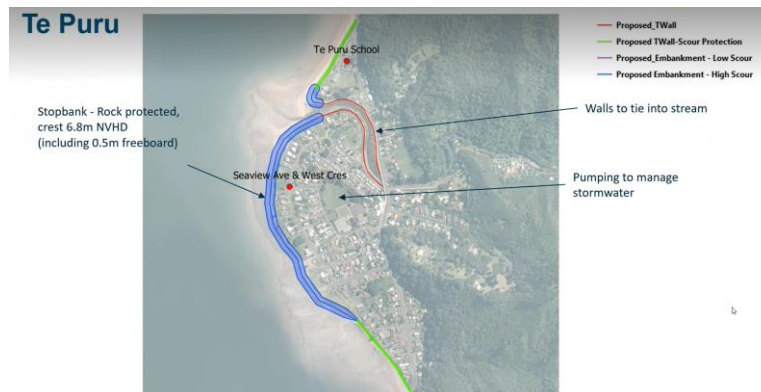 Te Puru
Proposed_TWall
Proposed TWall-Scour Protection
Proposed_Embankment - Low Scour
Proposed Embankment - High Scour
Te Puru School
Stopbank - Rock protected,
crest 6.8m NVHD
(including 0.5m freeboard)
Walls to tie into stream
Seaview Ave & West Cres
Pumping to manage
stormwater